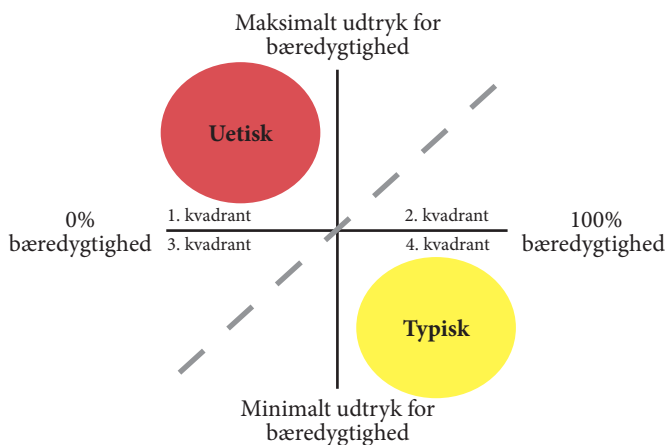 Maksimalt udtryk for
bæredygtighed
Uetisk
0%
bæredygtighed
1. kvadrant
2. kvadrant
3. kvadrant
4. kvadrant
100%
bæredygtighed
Typisk
Minimalt udtryk for
bæredygtighed